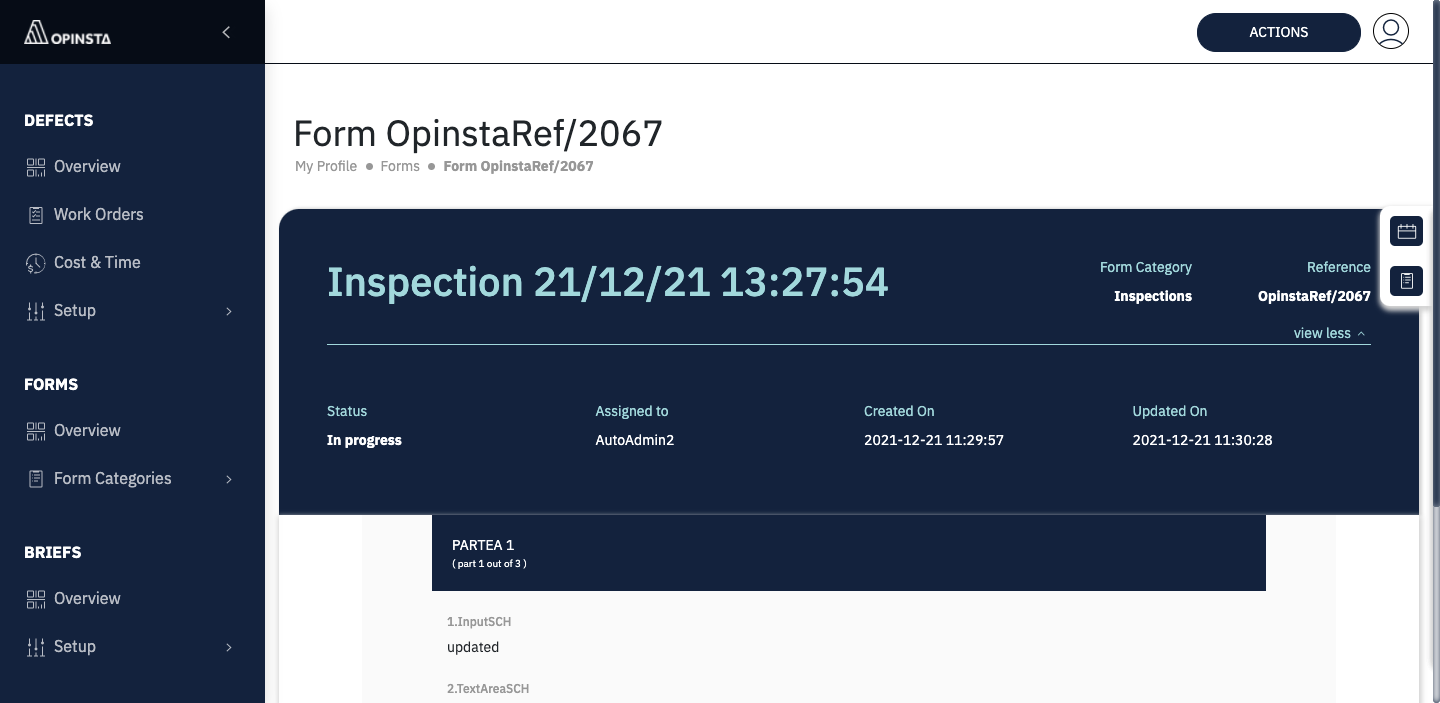 OPINSTA
ACTIONS
DEFECTS
Overview
Work Orders
Cost & Time
Setup
FORMS
Overview
Form Categories
BRIEFS
Overview
Setup
Form OpinstaRef/2067
My Profile ● Forms ● Form OpinstaRef/2067
Inspection 21/12/21 13:27:54
Form Category
Inspections
Reference
OpinstaRef/2067
view less
Status
In progress
Assigned to
AutoAdmin2
Created On
2021-12-21 11:29:57
Updated On
2021-12-21 11:30:28
PARTEA 1
( part 1 out of 3 )
1.InputSCH
updated
2.TextAreaSCH